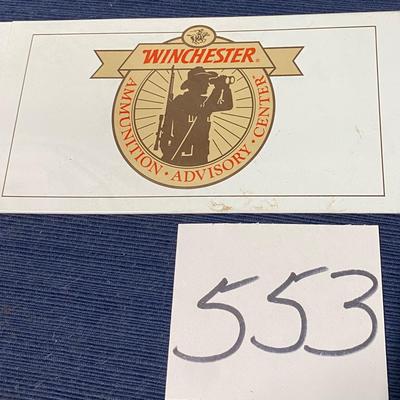 WINCHESTER®
AMMUNITION • ADVISORY • CENTER
553